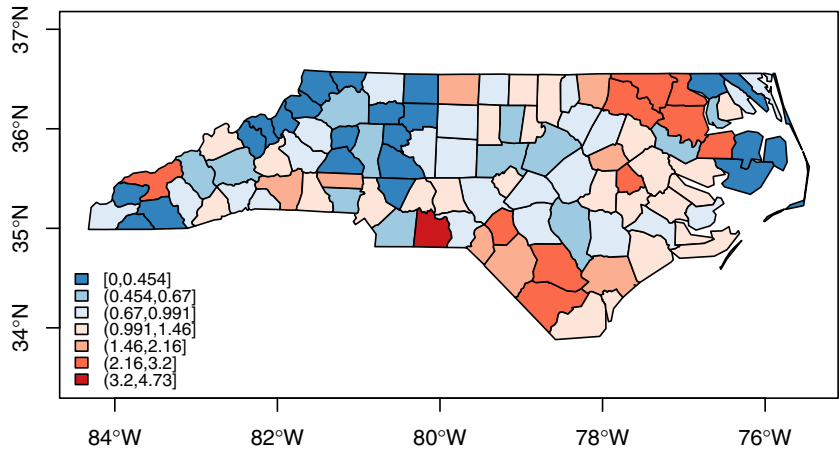 37°N
36°N
35°N
34°N
[0,0.454]
(0.454,0.67]
(0.67,0.991]
(0.991,1.46]
(1.46,2.16]
(2.16,3.2]
(3.2,4.73]
84°W 82°W 80°W 78°W 76°W